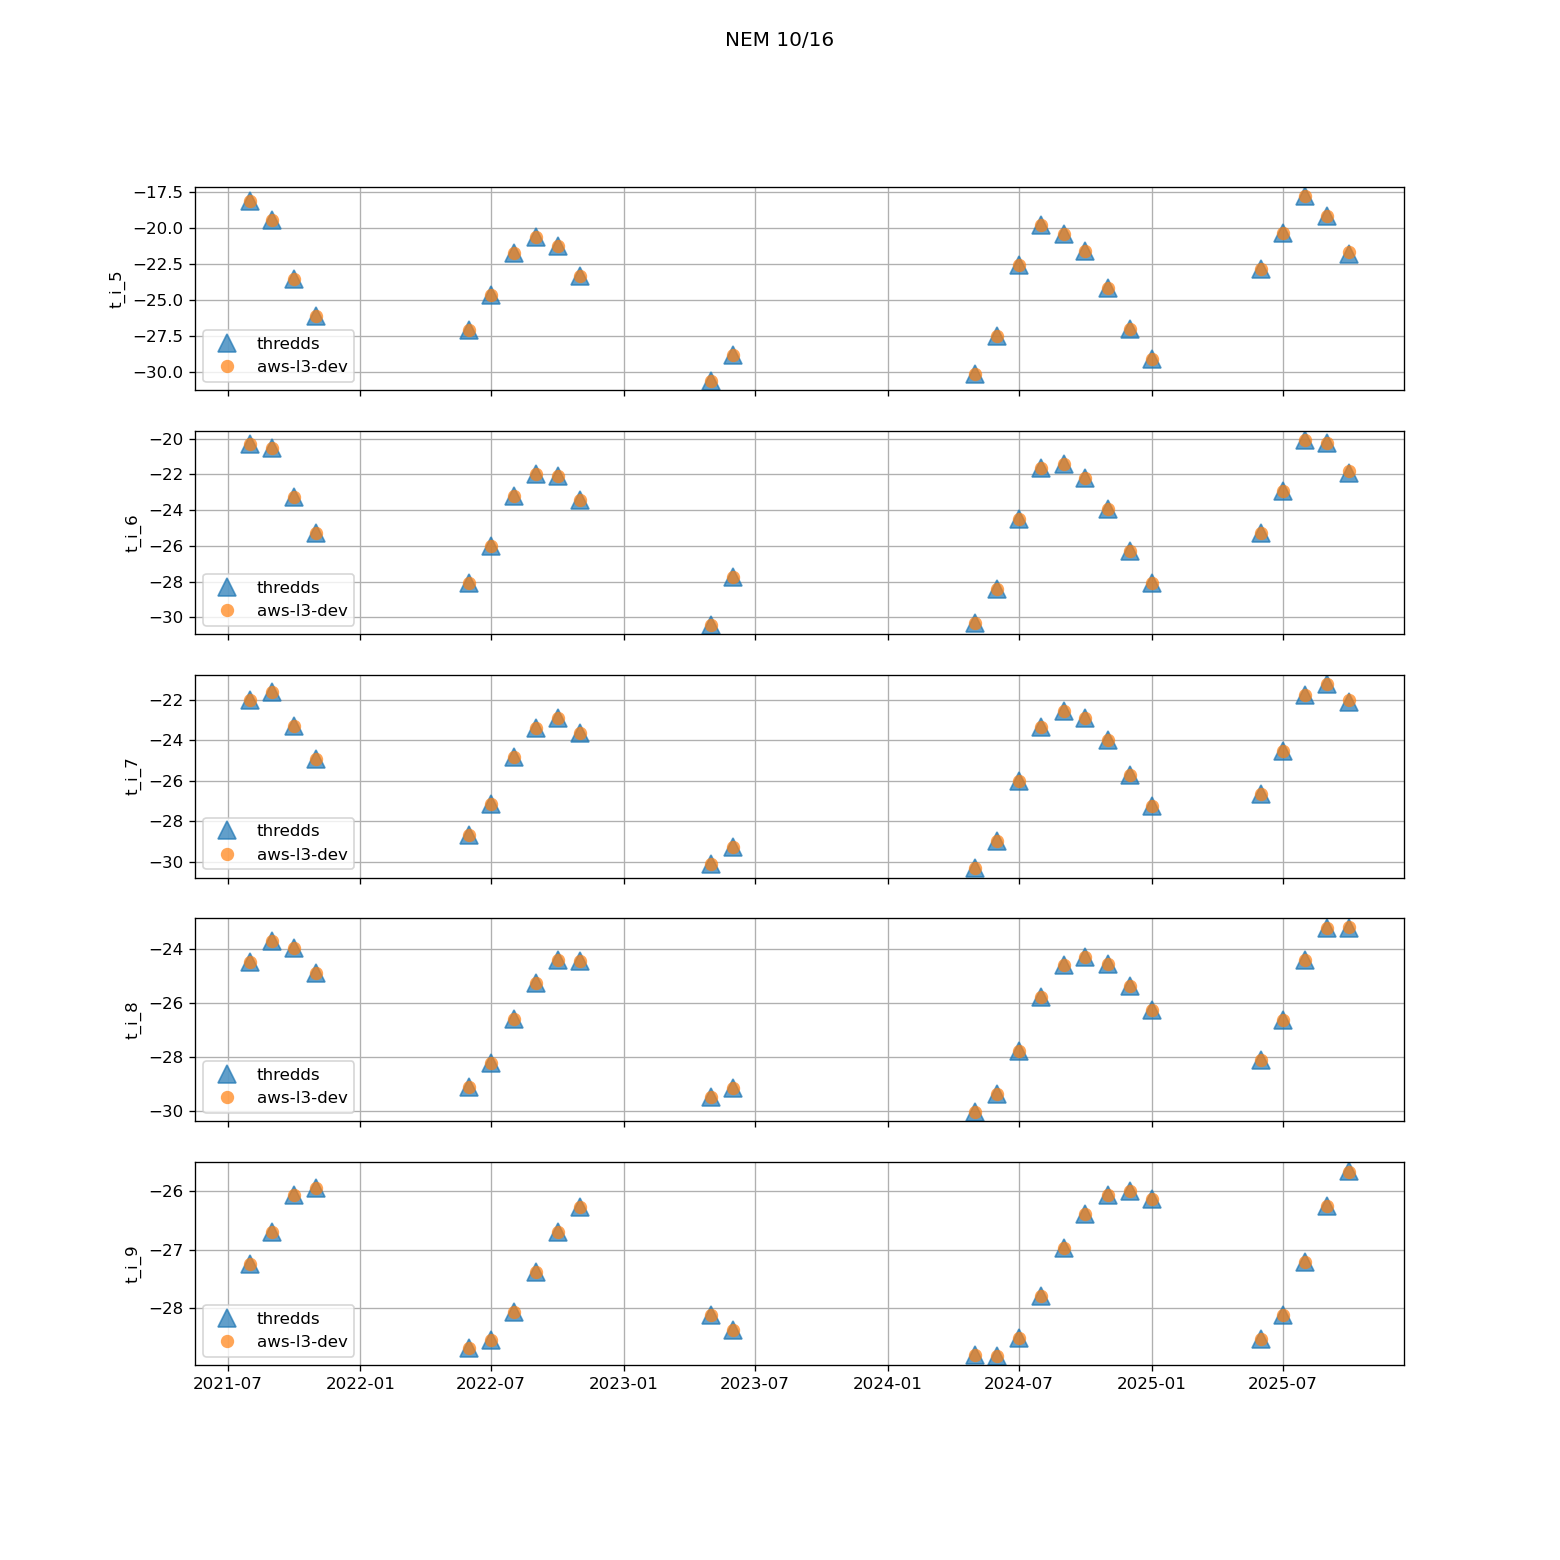 NEM 10/16
−17.5
−20.0
−22.5
−25.0
−27.5
−30.0
t_i_5
thredds
aws-l3-dev
−20
−22
−24
−26
−28
−30
t_i_6
thredds
aws-l3-dev
−22
−24
−26
−28
−30
t_i_7
thredds
aws-l3-dev
−24
−26
−28
−30
t_i_8
thredds
aws-l3-dev
−26
−27
−28
t_i_9
thredds
aws-l3-dev
2021-07 2022-01 2022-07 2023-01 2023-07 2024-01 2024-07 2025-01 2025-07